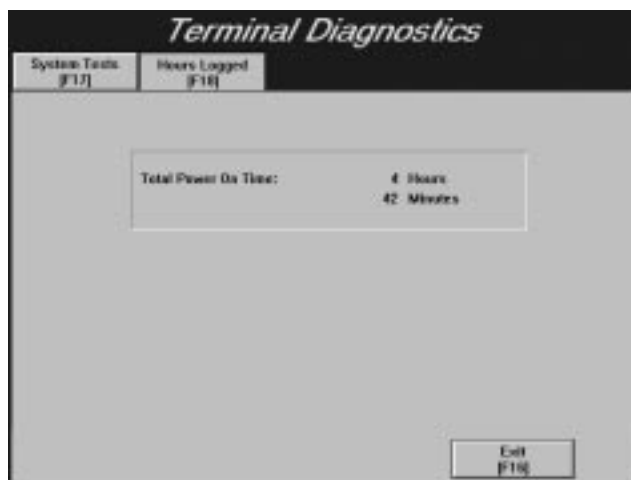 Terminal Diagnostics
System Tests
[F17]
Hours Logged
[F18]
Total Power On Time:
4 Hours
42 Minutes
Exit
[F16]